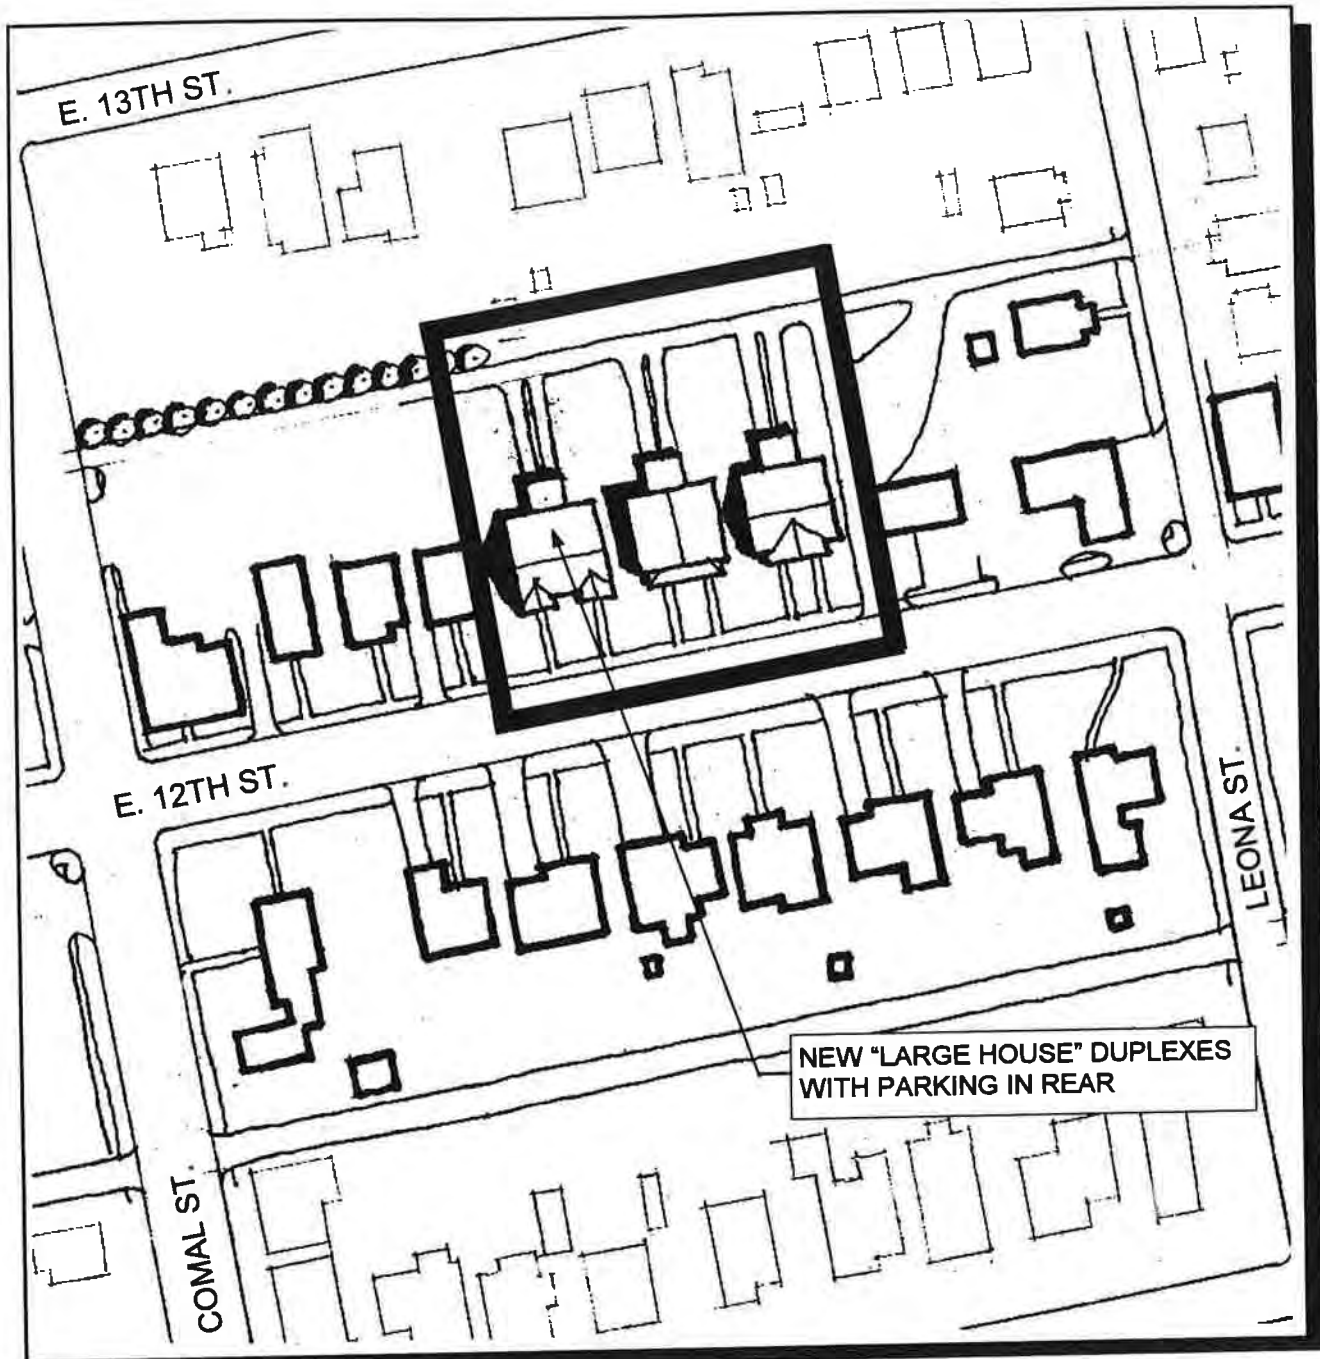 E. 13TH ST.
E. 12TH ST.
LEONA ST.
NEW “LARGE HOUSE” DUPLEXES
WITH PARKING IN REAR
COMAL ST.